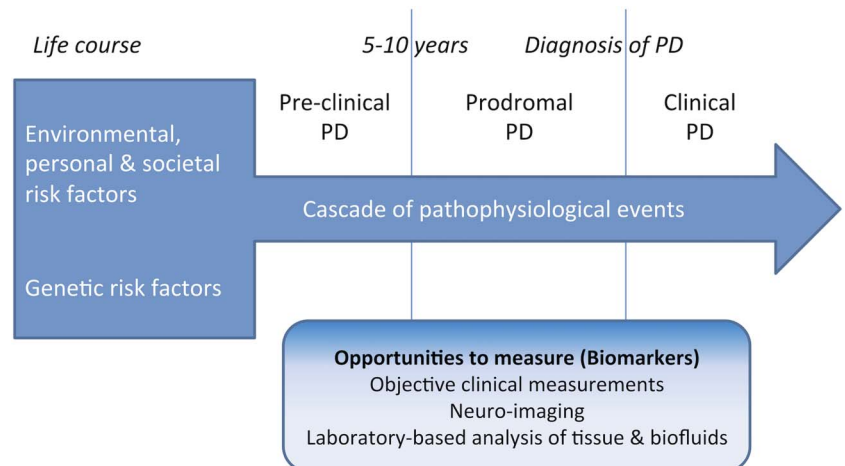 Life course
5-10 years
Diagnosis of PD
Pre-clinical
PD
Prodromal
PD
Clinical
PD
Environmental,
personal & societal
risk factors
Genetic risk factors
Cascade of pathophysiological events
Opportunities to measure (Biomarkers)
Objective clinical measurements
Neuro-imaging
Laboratory-based analysis of tissue & biofluids